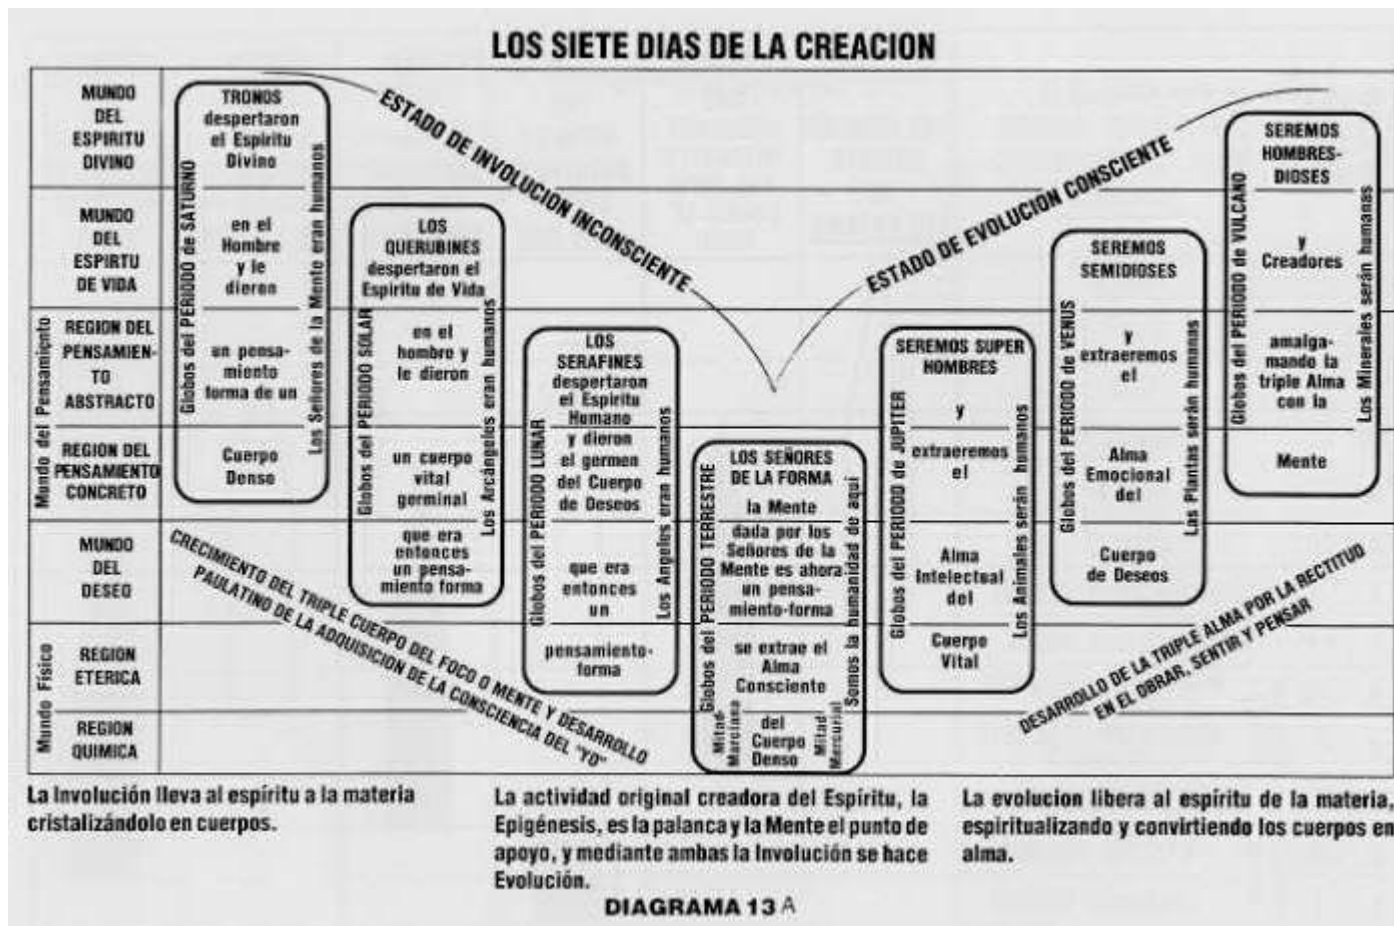 LOS SIETE DIAS DE LA CREACION
MUNDO
DEL
ESPIRITU
DIVINO
MUNDO
DEL
ESPIRTU
DE VIDA
Mundo del Pensamiento
REGION DEL
PENSAMIEN-
TO
ABSTRACTO
REGION DEL
PENSAMIENTO
CONCRETO
MUNDO
DEL
DESEO
Mundo Físico
REGION
ETERICA
REGION
QUIMICA
Globos del PERIODO de SATURNO
TRONOS
despertaron
el Espíritu
Divino
en el
Hombre
y le
dieron
un pensa-
miento
forma de un
Cuerpo
Denso
Los Señores de la Mente eran humanos
ESTADO DE INVOLUCION INCONSCIENTE
Globos del PERIODO SOLAR
LOS
QUERUBINES
despertaron el
Espíritu de Vida
en el
hombre y
le dieron
un cuerpo
vital
germinal
que era
entonces
un pensa-
miento forma
Los Arcángeles eran humanos
Globos del PERIODO LUNAR
LOS
SERAFINES
despertaron
el Espíritu
Humano
y dieron
el germen
del Cuerpo
de Deseos
que era
entonces
un
pensamiento-
forma
Los Angeles eran humanos
Globos del PERIODO TERRESTRE
LOS SEÑORES
DE LA FORMA
la Mente
dada por los
Señores de la
Mente es ahora
un pensa-
miento-forma
se extrae el
Alma
Consciente
Mitad
Marciana
del
Cuerpo
Denso
Mitad
Mercurial
Somos la humanidad de aquí
ESTADO DE EVOLUCION CONSCIENTE
Globos del PERIODO de JUPITER
SEREMOS SUPER
HOMBRES
y
extraeremos
el
Alma
Intelectual
del
Cuerpo
Vital
Los Animales serán humanos
Globos del PERIODO de VENUS
SEREMOS
SEMIDIOSES
y
extraeremos
el
Alma
Emocional
del
Cuerpo
de Deseos
Las Plantas serán humanas
Globos del PERIODO de VULCANO
SEREMOS
HOMBRES-
DIOSES
y
Creadores
amalga-
mando la
triple Alma
con la
Mente
Los Minerales serán humanas
CRECIMIENTO DEL TRIPLE CUERPO DEL FOCO O MENTE Y DESARROLLO
PAULATINO DE LA ADQUISICION DE LA CONSCIENCIA DEL "YO"
DESARROLLO DE LA TRIPLE ALMA POR LA RECTITUD
EN EL OBRAR, SENTIR Y PENSAR
La Involución lleva al espíritu a la materia
cristalizándolo en cuerpos.
La actividad original creadora del Espíritu, la
Epigénesis, es la palanca y la Mente el punto de
apoyo, y mediante ambas la Involución se hace
Evolución.
La evolucion libera al espíritu de la materia,
espiritualizando y convirtiendo los cuerpos en
alma.
DIAGRAMA 13 A